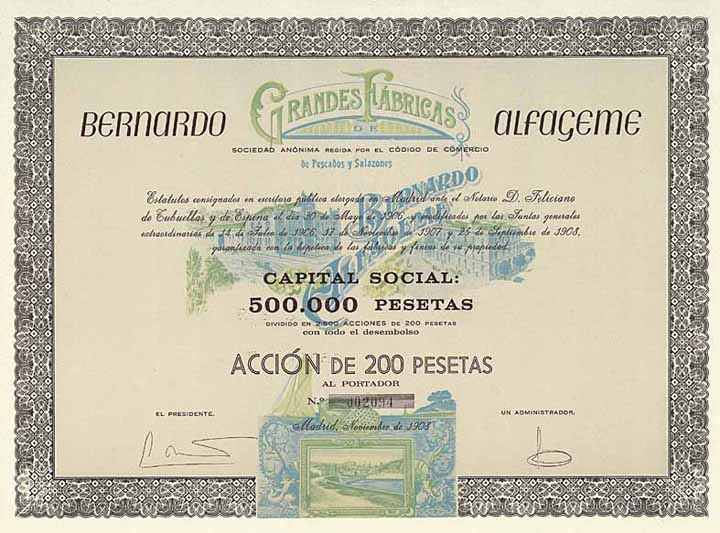 GRANDES FÁBRICAS
DE
BERNARDO ALFAGEME
SOCIEDAD ANÓNIMA REGIDA POR EL CÓDIGO DE COMERCIO
de Pescados y Salazones
BERNARDO
ALFAGEME
Estatutos consignados en escritura pública otorgada en Madrid ante el Notario D. Feliciano
de Tubuellas y de Espina el día 30 de Mayo de 1906, y modificados por las Juntas generales
extraordinarias de 14 de Julio de 1906, 17 de Noviembre de 1907, y 25 de Septiembre de 1908,
garantizada con la hipoteca de las fábricas y fincas de su propiedad.
CAPITAL SOCIAL:
500.000 PESETAS
DIVIDIDO EN 2.500 ACCIONES DE 200 PESETAS
con todo el desembolso
ACCIÓN DE 200 PESETAS
AL PORTADOR
N.º 002044
EL PRESIDENTE, UN ADMINISTRADOR,
Madrid, Noviembre de 1908